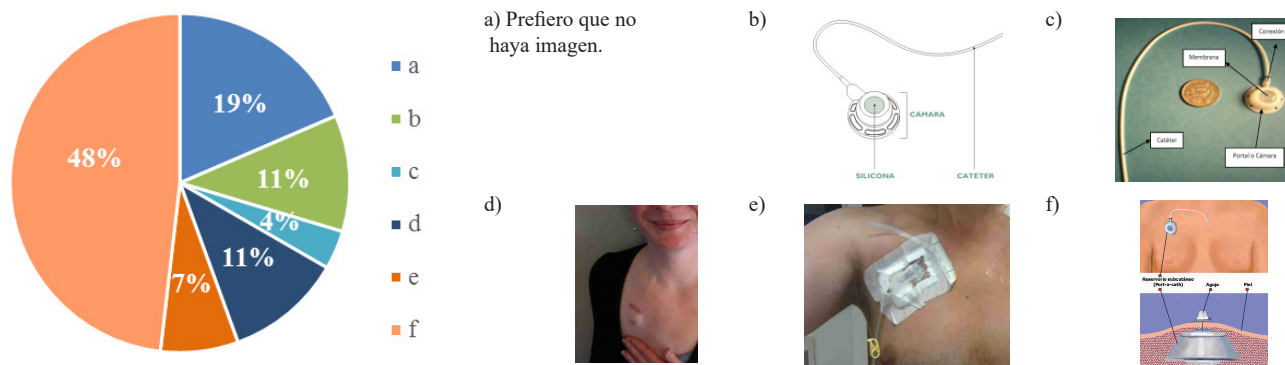 19%
11%
4%
11%
7%
48%
a
b
c
d
e
f
a) Prefiero que no
haya imagen.
b)
CÁMARA
SILICONA
CATÉTER
c)
Conexión
Membrana
Catéter
Portal o Cámara
d)
e)
f)
Reservorio subcutáneo
(Port-a-cath)
Aguja
Piel